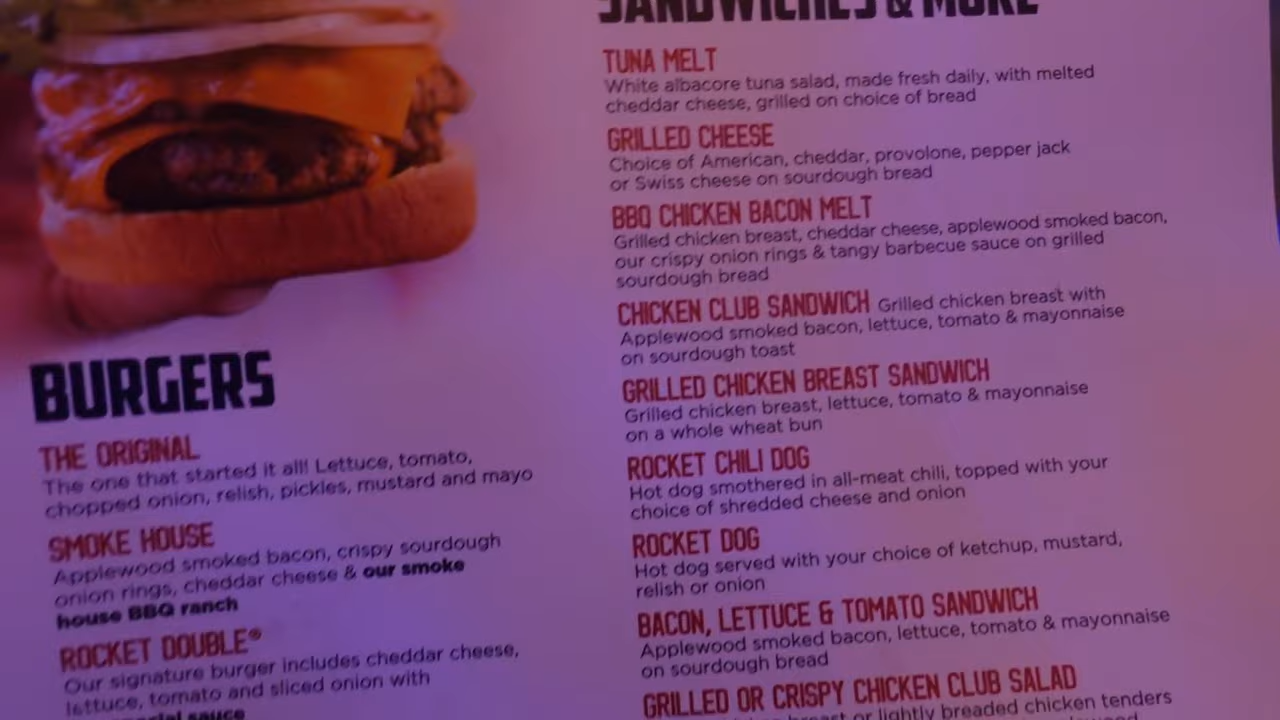 BURGERS
THE ORIGINAL
The one that started it all! Lettuce, tomato,
chopped onion, relish, pickles, mustard and mayo
SMOKE HOUSE
Applewood smoked bacon, crispy sourdough
onion rings, cheddar cheese & our smoke
house BBQ ranch
ROCKET DOUBLE®
Our signature burger includes cheddar cheese,
lettuce, tomato and sliced onion with
special sauce
SANDWICHES & MORE
TUNA MELT
White albacore tuna salad, made fresh daily, with melted
cheddar cheese, grilled on choice of bread
GRILLED CHEESE
Choice of American, cheddar, provolone, pepper jack
or Swiss cheese on sourdough bread
BBQ CHICKEN BACON MELT
Grilled chicken breast, cheddar cheese, applewood smoked bacon,
our crispy onion rings & tangy barbecue sauce on grilled
sourdough bread
CHICKEN CLUB SANDWICH Grilled chicken breast with
Applewood smoked bacon, lettuce, tomato & mayonnaise
on sourdough toast
GRILLED CHICKEN BREAST SANDWICH
Grilled chicken breast, lettuce, tomato & mayonnaise
on a whole wheat bun
ROCKET CHILI DOG
Hot dog smothered in all-meat chili, topped with your
choice of shredded cheese and onion
ROCKET DOG
Hot dog served with your choice of ketchup, mustard,
relish or onion
BACON, LETTUCE & TOMATO SANDWICH
Applewood smoked bacon, lettuce, tomato & mayonnaise
on sourdough bread
GRILLED OR CRISPY CHICKEN CLUB SALAD
breast or lightly breaded chicken tenders